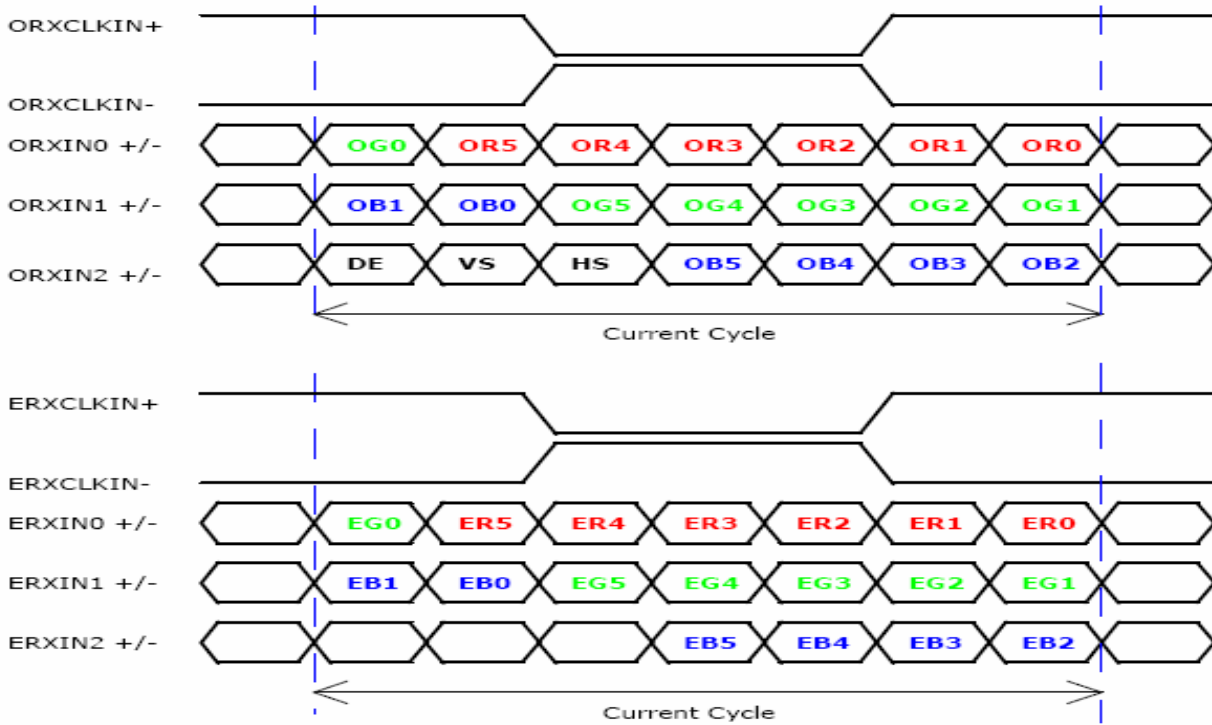 ORXCLKIN+
ORXCLKIN-
ORXIN0 +/- OG0 OR5 OR4 OR3 OR2 OR1 OR0
ORXIN1 +/- OB1 OB0 OG5 OG4 OG3 OG2 OG1
ORXIN2 +/- DE VS HS OB5 OB4 OB3 OB2
Current Cycle
ERXCLKIN+
ERXCLKIN-
ERXIN0 +/- EG0 ER5 ER4 ER3 ER2 ER1 ER0
ERXIN1 +/- EB1 EB0 EG5 EG4 EG3 EG2 EG1
ERXIN2 +/- EB5 EB4 EB3 EB2
Current Cycle